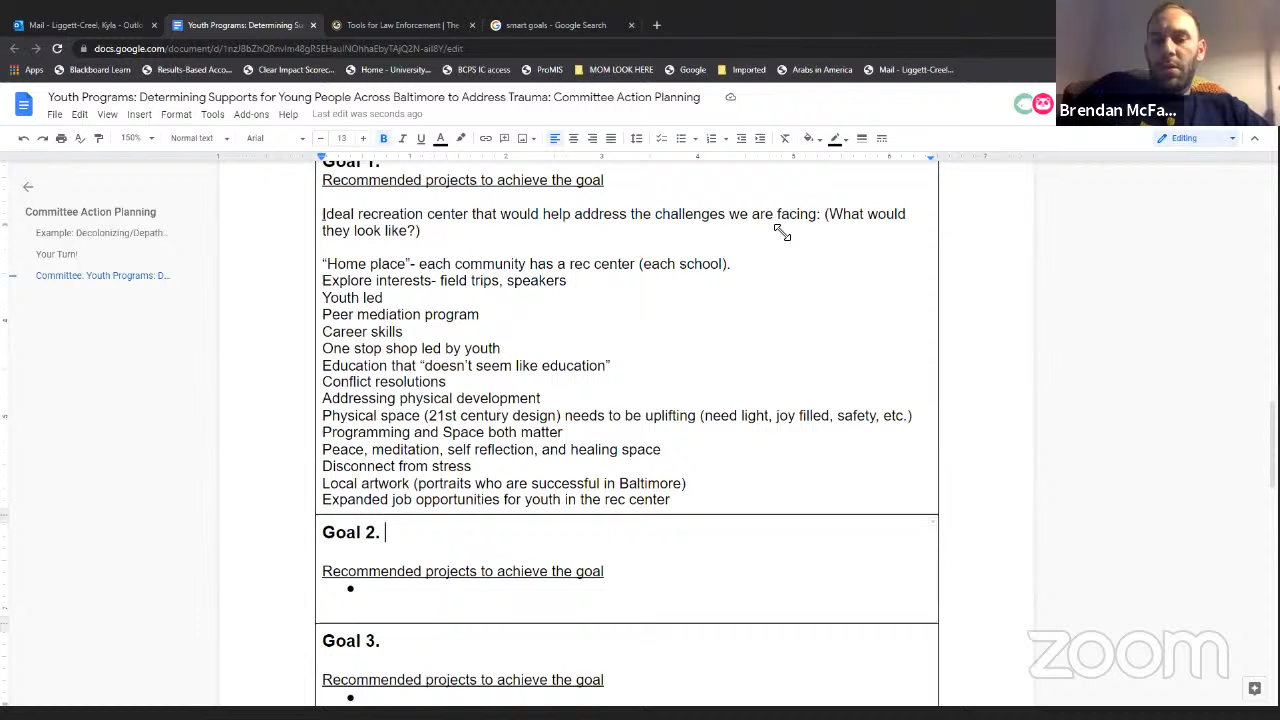 Mail - Liggett-Creel, Kyla - Outlo
Youth Programs: Determining Su
Tools for Law Enforcement | The
smart goals - Google Search
docs.google.com/document/d/1nzJBbZhQRnvIm48gR5EHauINOhhaEbyTAjQ2N-ail8Y/edit
Apps Blackboard Learn Results-Based Acco... Clear Impact Scorec... Home - University... BCPS IC access ProMIS MOM LOOK HERE Google Imported Arabs in America Mail - Liggett-Creel,...
Brendan McFa...
Youth Programs: Determining Supports for Young People Across Baltimore to Address Trauma: Committee Action Planning
File Edit View Insert Format Tools Add-ons Help Last edit was seconds ago
150% Normal text Arial 13 B I U A Editing
Committee Action Planning
Example: Decolonizing/Depath...
Your Turn!
Committee: Youth Programs: D...
Goal 1.
Recommended projects to achieve the goal
Ideal recreation center that would help address the challenges we are facing: (What would
they look like?)
“Home place”- each community has a rec center (each school).
Explore interests- field trips, speakers
Youth led
Peer mediation program
Career skills
One stop shop led by youth
Education that “doesn’t seem like education”
Conflict resolutions
Addressing physical development
Physical space (21st century design) needs to be uplifting (need light, joy filled, safety, etc.)
Programming and Space both matter
Peace, meditation, self reflection, and healing space
Disconnect from stress
Local artwork (portraits who are successful in Baltimore)
Expanded job opportunities for youth in the rec center
Goal 2.
Recommended projects to achieve the goal
Goal 3.
Recommended projects to achieve the goal
zoom